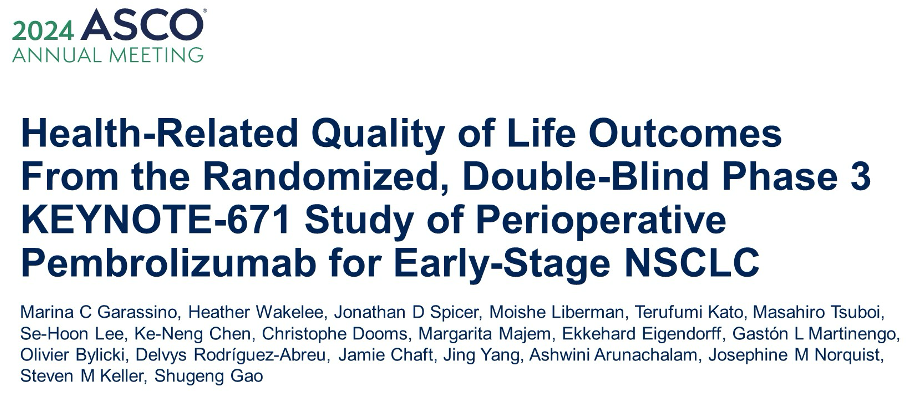 2024 ASCO®
ANNUAL MEETING
Health-Related Quality of Life Outcomes
From the Randomized, Double-Blind Phase 3
KEYNOTE-671 Study of Perioperative
Pembrolizumab for Early-Stage NSCLC
Marina C Garassino, Heather Wakelee, Jonathan D Spicer, Moishe Liberman, Terufumi Kato, Masahiro Tsuboi,
Se-Hoon Lee, Ke-Neng Chen, Christophe Dooms, Margarita Majem, Ekkehard Eigendorff, Gastón L Martinengo,
Olivier Bylicki, Delvys Rodríguez-Abreu, Jamie Chaft, Jing Yang, Ashwini Arunachalam, Josephine M Norquist,
Steven M Keller, Shugeng Gao